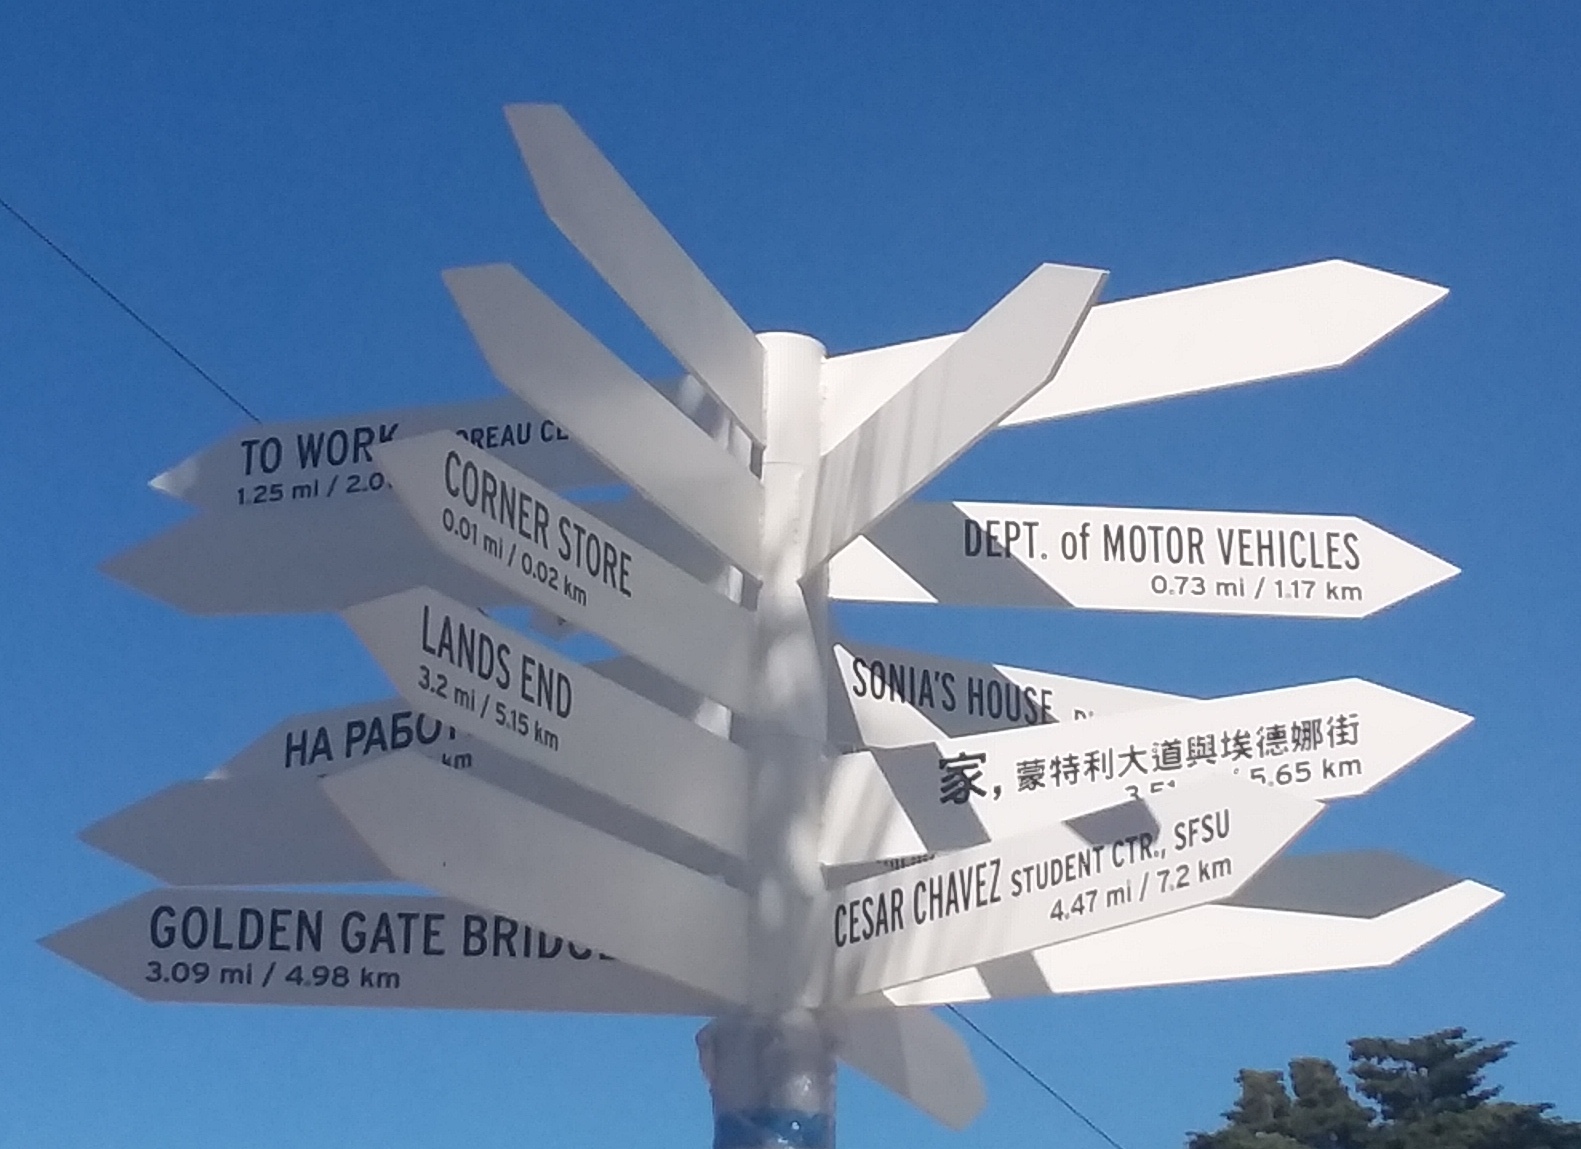 TO WORK
1.25 mi / 2.0
CORNER STORE
0.01 mi / 0.02 km
DEPT. of MOTOR VEHICLES
0.73 mi / 1.17 km
LANDS END
3.2 mi / 5.15 km
SONIA'S HOUSE
НА
km
家, 蒙特利大道與埃德娜街
5.65 km
CESAR CHAVEZ STUDENT CTR., SFSU
4.47 mi / 7.2 km
GOLDEN GATE BRIDGE
3.09 mi / 4.98 km